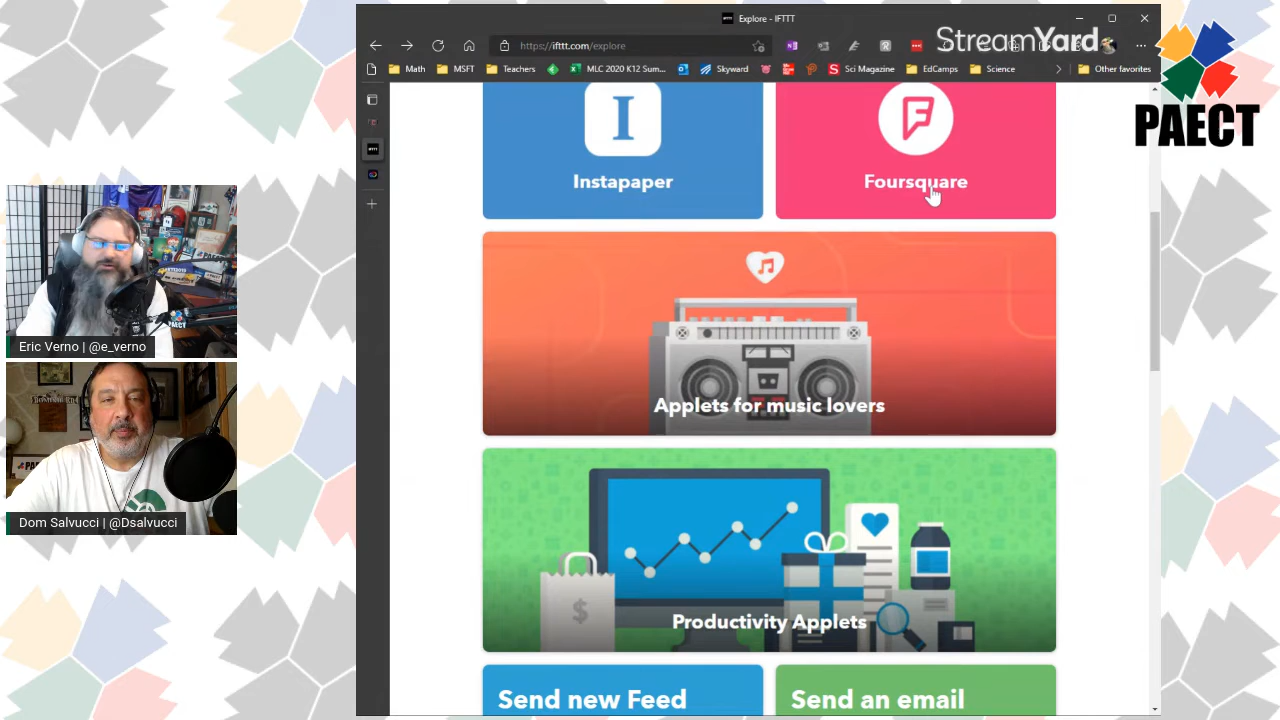 Explore - IFTTT
StreamYard
https://ifttt.com/explore
Math
MSFT
Teachers
MLC 2020 K12 Sum...
Skyward
Sci Magazine
EdCamps
Science
Other favorites
PAECT
Instapaper
Foursquare
Applets for music lovers
Productivity Applets
Send new Feed
Send an email
Eric Verno | @e_verno
Dom Salvucci | @Dsalvucci